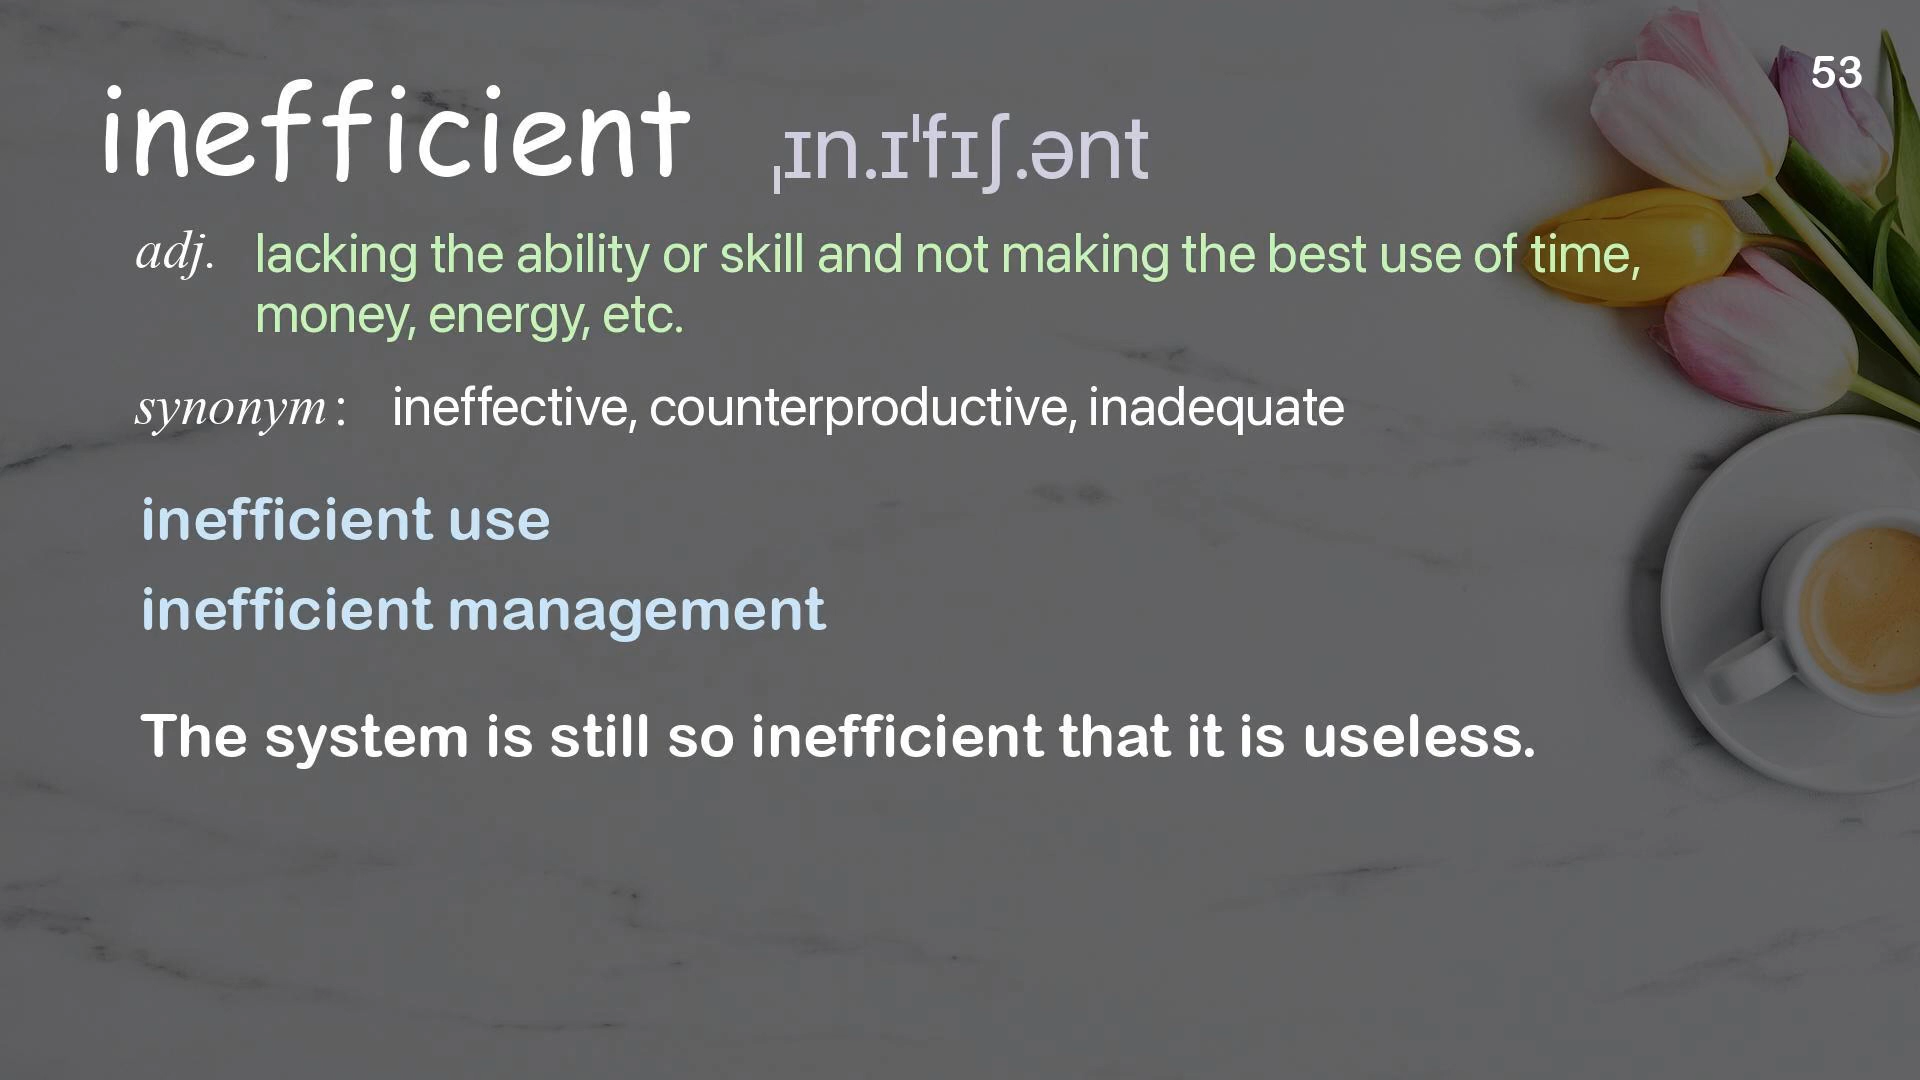 53
inefficient ˌɪn.ɪˈfɪʃ.ənt
adj. lacking the ability or skill and not making the best use of time,
money, energy, etc.
synonym : ineffective, counterproductive, inadequate
inefficient use
inefficient management
The system is still so inefficient that it is useless.